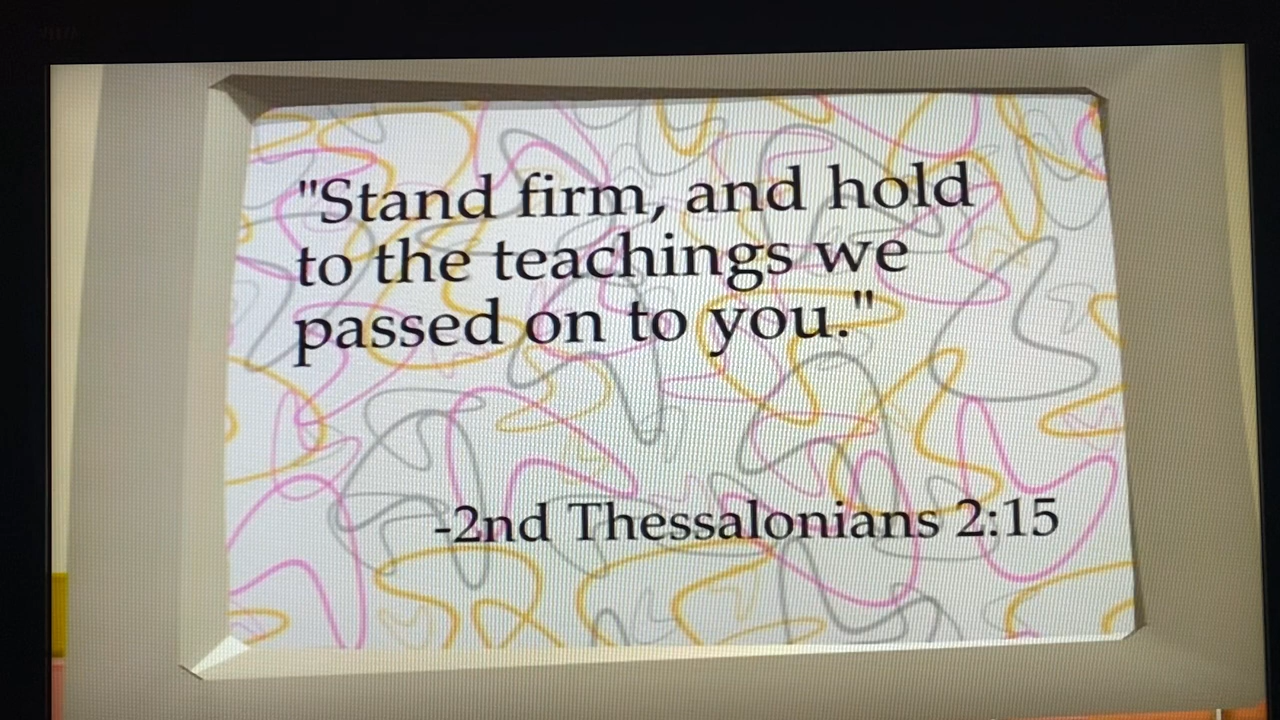 "Stand firm, and hold
to the teachings we
passed on to you."
-2nd Thessalonians 2:15